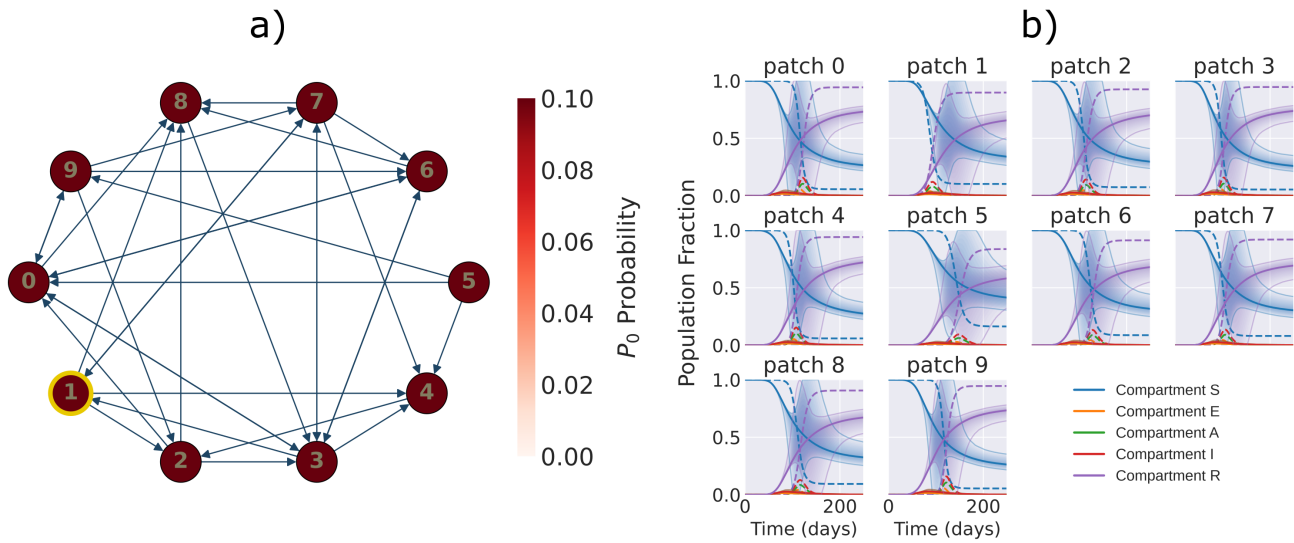 a)
b)
8
7
9
6
0
5
1
4
2
3
0.10
0.08
0.06
0.04
0.02
0.00
P0 Probability
patch 0
patch 1
patch 2
patch 3
1.0
0.5
0.0
patch 4
patch 5
patch 6
patch 7
1.0
0.5
0.0
patch 8
patch 9
1.0
0.5
0.0
Population Fraction
0
200
0
200
Time (days)
Time (days)
Compartment S
Compartment E
Compartment A
Compartment I
Compartment R